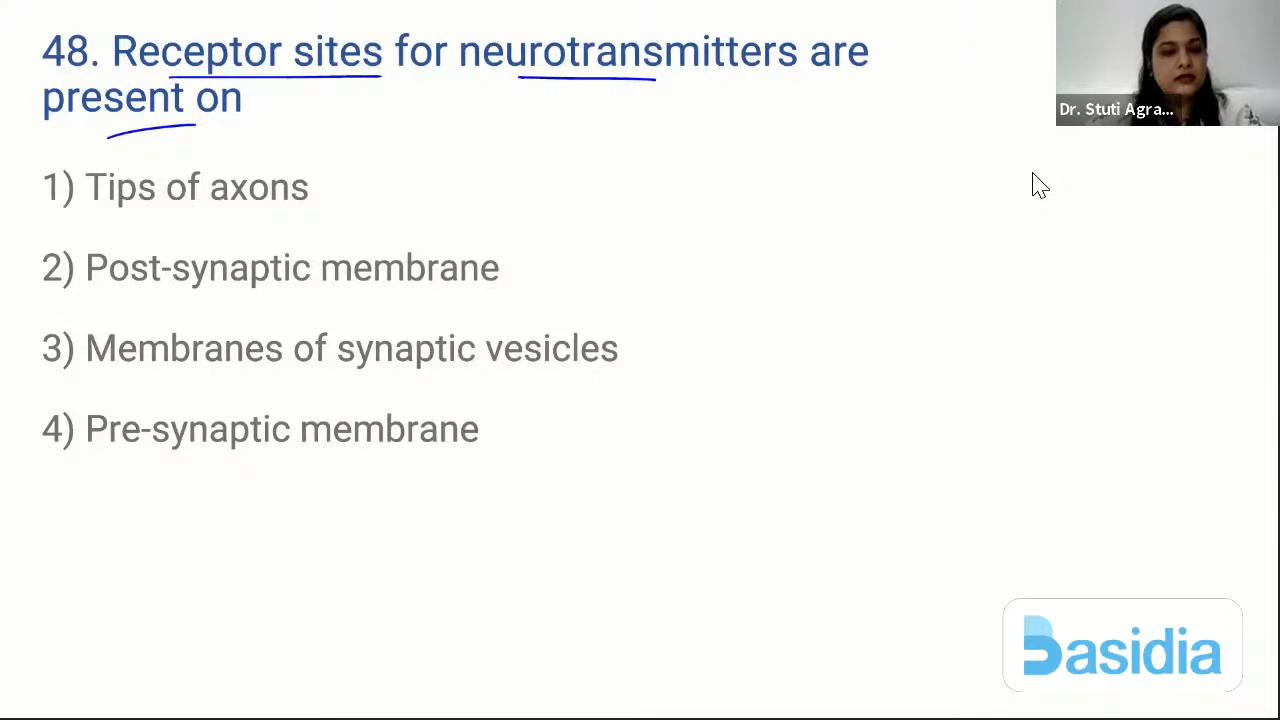 48. Receptor sites for neurotransmitters are
present on
Dr. Stuti Agra...
1) Tips of axons
2) Post-synaptic membrane
3) Membranes of synaptic vesicles
4) Pre-synaptic membrane
Basidia